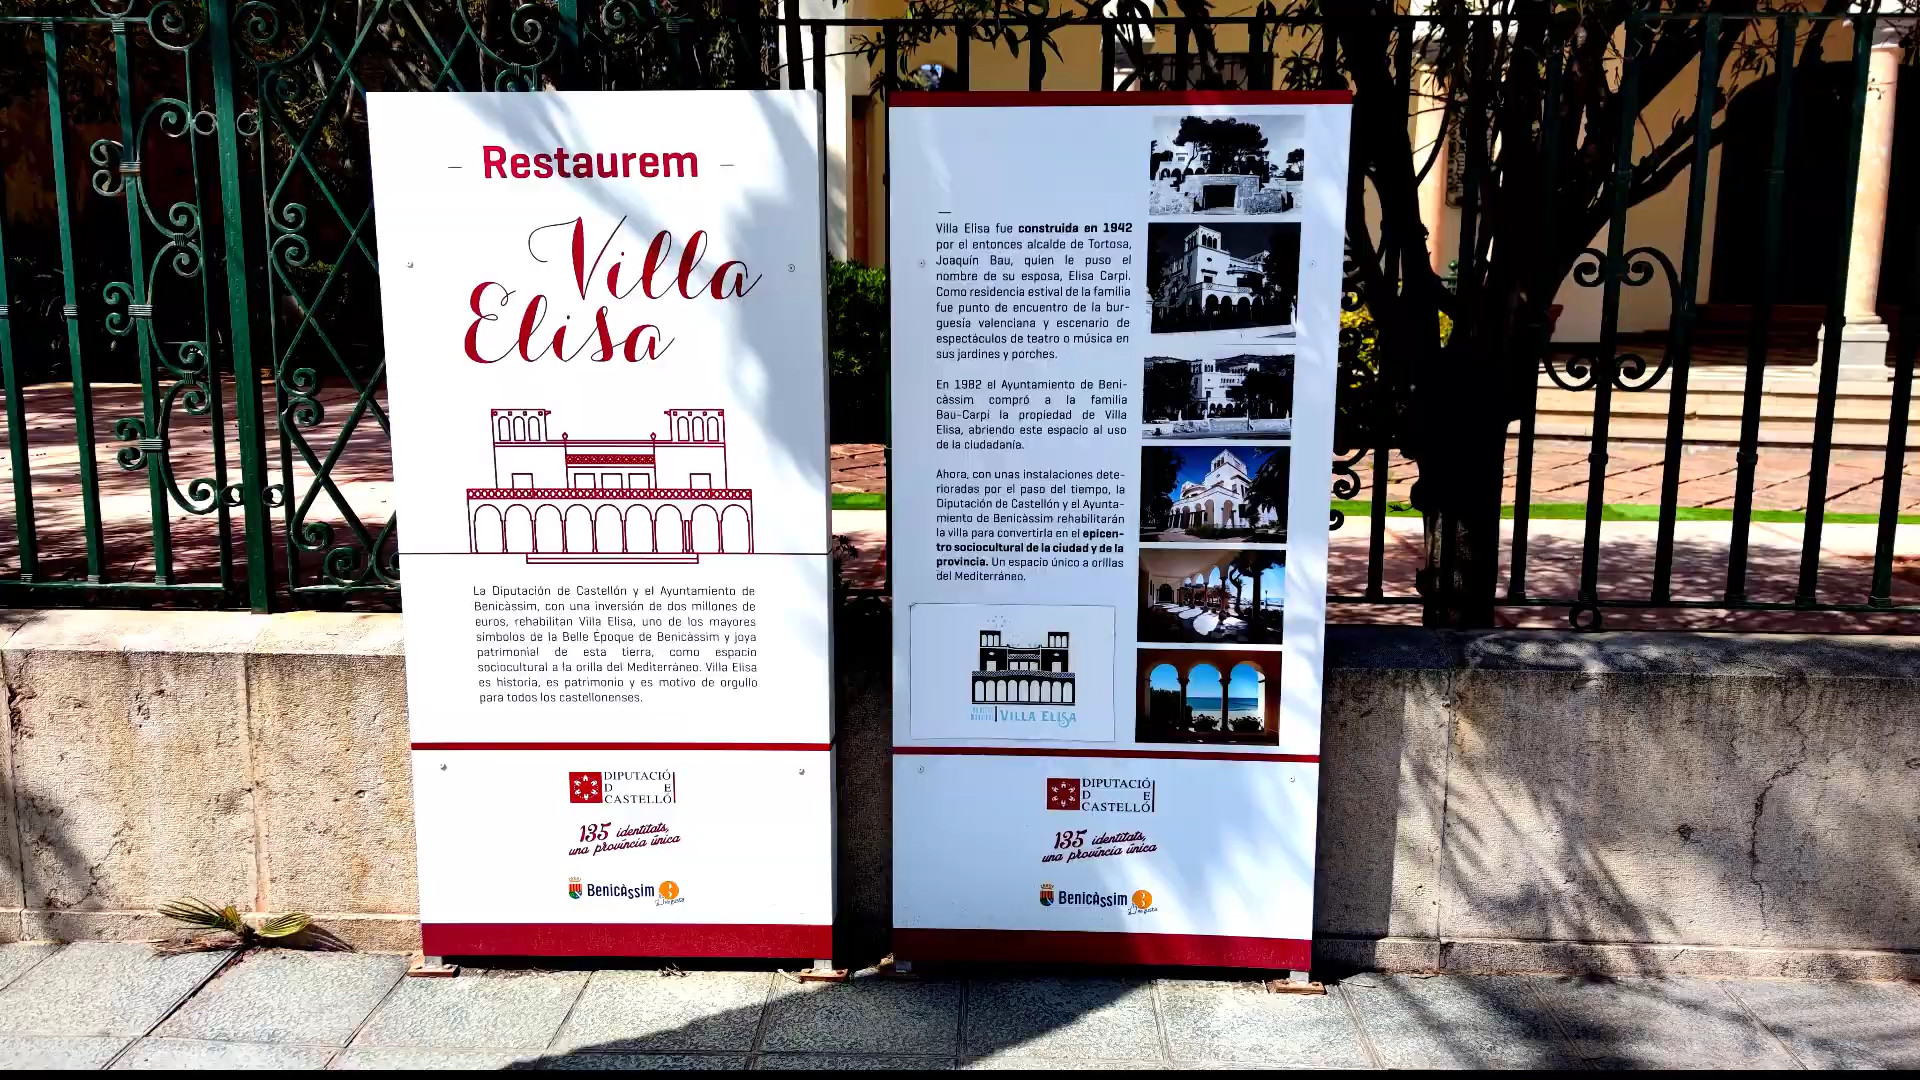 Restaurem
Villa
Elisa
La Diputación de Castellón y el Ayuntamiento de
Benicàssim, con una inversión de dos millones de
euros, rehabilitan Villa Elisa, uno de los mayores
símbolos de la Belle Époque de Benicàssim y joya
patrimonial de esta tierra, como espacio
sociocultural a la orilla del Mediterráneo. Villa Elisa
es historia, es patrimonio y es motivo de orgullo
para todos los castellonenses.
DIPUTACIÓ
D E
CASTELLÓ
135 identitats,
una província única
Benicàssim
Villa Elisa fue construida en 1942
por el entonces alcalde de Tortosa,
Joaquín Bau, quien le puso el
nombre de su esposa, Elisa Carpi.
Como residencia estival de la familia
fue punto de encuentro de la bur-
guesía valenciana y escenario de
espectáculos de teatro o música en
sus jardines y porches.
En 1982 el Ayuntamiento de Beni-
càssim compró a la familia
Bau-Carpi la propiedad de Villa
Elisa, abriendo este espacio al uso
de la ciudadanía.
Ahora, con unas instalaciones dete-
rioradas por el paso del tiempo, la
Diputación de Castellón y el Ayunta-
miento de Benicàssim rehabilitarán
la villa para convertirla en el epicen-
tro sociocultural de la ciudad y de la
provincia. Un espacio único a orillas
del Mediterráneo.
VILLA ELISA
DIPUTACIÓ
D E
CASTELLÓ
135 identitats,
una província única
Benicàssim